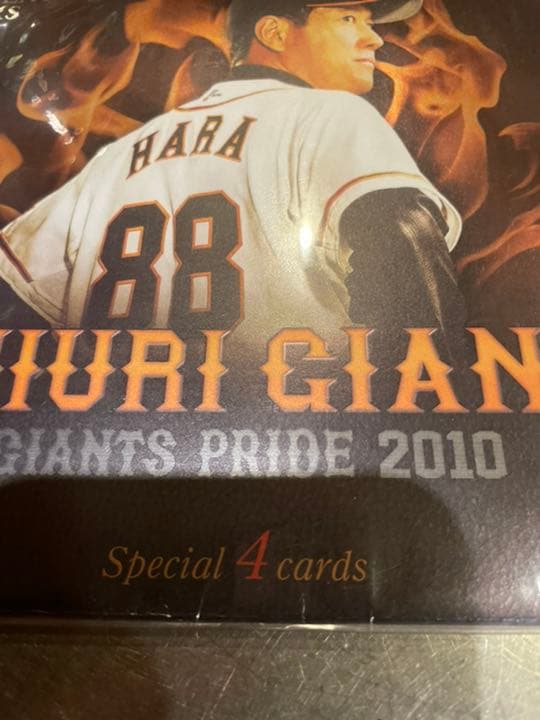 HARA
88
IURI GIAN
GIANTS PRIDE 2010
Special 4 cards